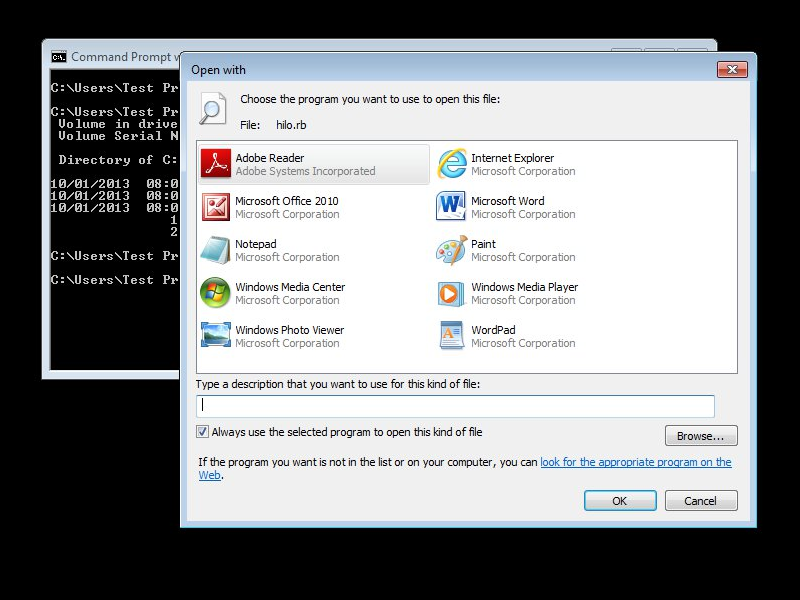 Command Prompt
C:\Users\Test Pr
C:\Users\Test Pr
Volume in drive
Volume Serial N
Directory of C:
10/01/2013 08:0
10/01/2013 08:0
10/01/2013 08:0
1
2
C:\Users\Test Pr
C:\Users\Test Pr
Open with
Choose the program you want to use to open this file:
File: hilo.rb
Adobe Reader
Adobe Systems Incorporated
Internet Explorer
Microsoft Corporation
Microsoft Office 2010
Microsoft Corporation
Microsoft Word
Microsoft Corporation
Notepad
Microsoft Corporation
Paint
Microsoft Corporation
Windows Media Center
Microsoft Corporation
Windows Media Player
Microsoft Corporation
Windows Photo Viewer
Microsoft Corporation
WordPad
Microsoft Corporation
Type a description that you want to use for this kind of file:
Always use the selected program to open this kind of file
Browse...
If the program you want is not in the list or on your computer, you can look for the appropriate program on the
Web.
OK
Cancel